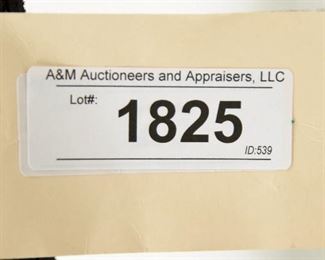 A&M Auctioneers and Appraisers, LLC
Lot#:
1825
ID:539